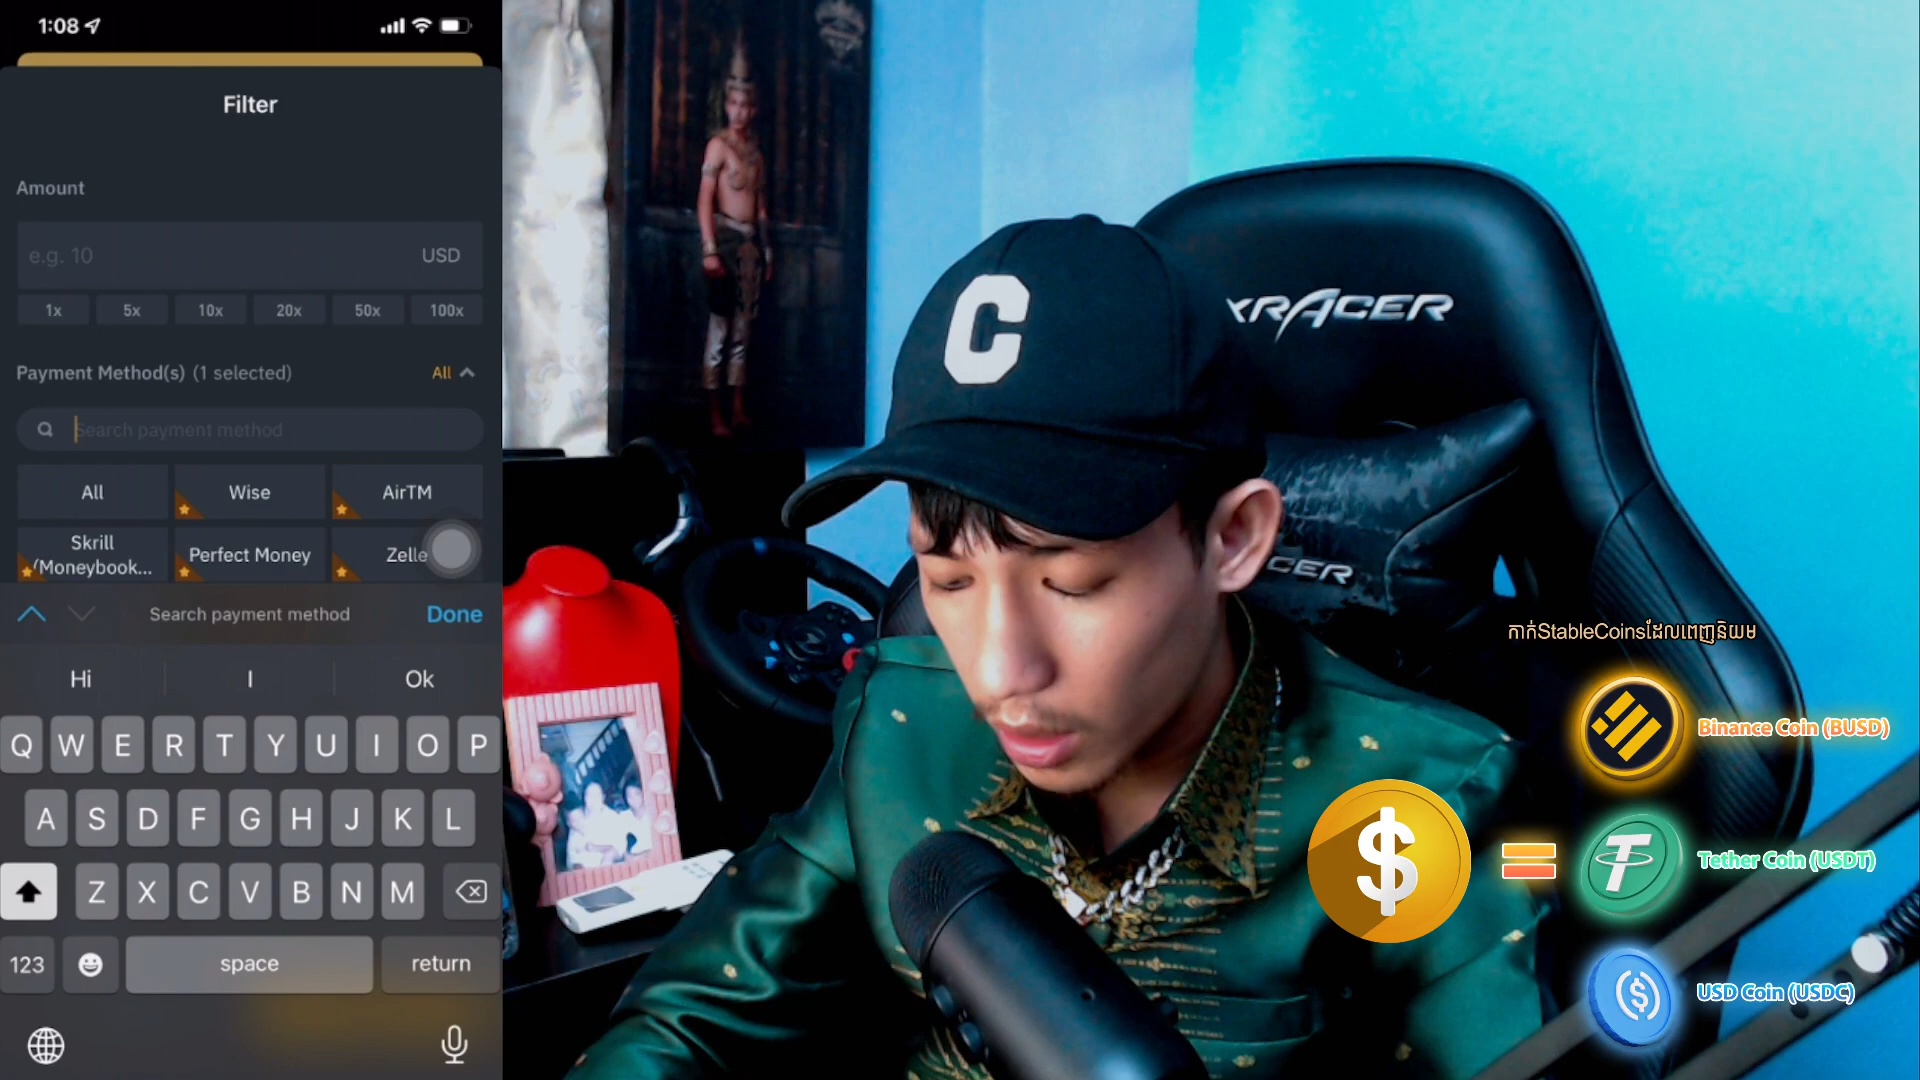 1:08
Filter
Amount
e.g. 10
USD
1x
5x
10x
20x
50x
100x
Payment Method(s) (1 selected)
All
Search payment method
All
Wise
AirTM
Skrill
(Moneybook...
Perfect Money
Zelle
Search payment method
Done
Hi
I
Ok
Q W E R T Y U I O P
A S D F G H J K L
Z X C V B N M
123
space
return
C
XRACER
CER
កាក់StableCoinsដែលពេញនិយម
Binance Coin (BUSD)
$
Tether Coin (USDT)
USD Coin (USDC)